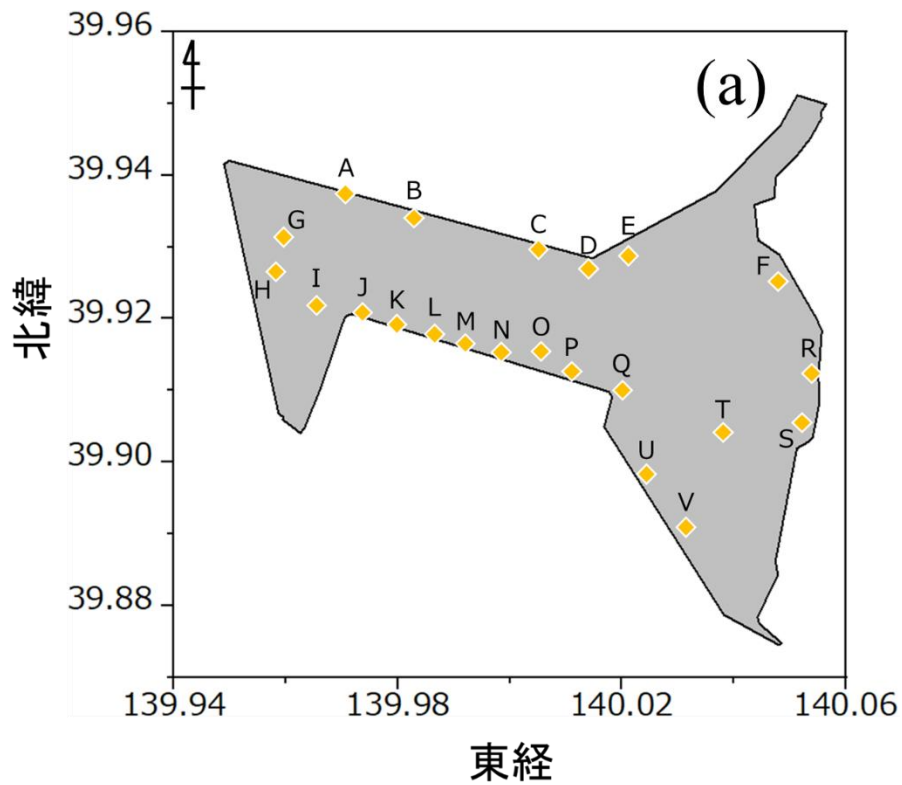 39.96
(a)
39.94
A
B
C
D
E
G
H
I
F
39.92
J
K
L
M
N
O
P
Q
R
北緯
T
S
39.90
U
V
39.88
139.94
139.98
140.02
140.06
東経